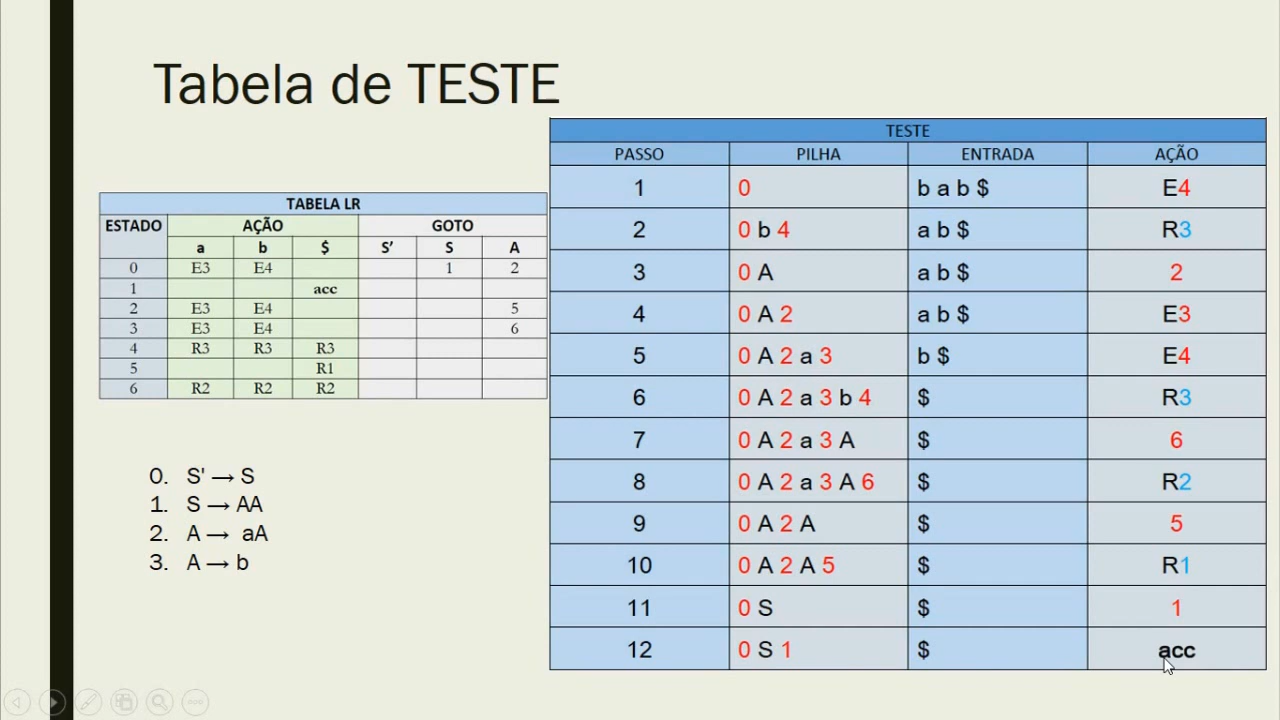 Tabela de TESTE
TABELA LR
ESTADO AÇÃO GOTO
a b $ S' S A
0 E3 E4 1 2
1 acc
2 E3 E4 5
3 E3 E4 6
4 R3 R3 R3
5 R1
6 R2 R2 R2
0. S' → S
1. S → AA
2. A → aA
3. A → b
TESTE
PASSO PILHA ENTRADA AÇÃO
1 0 b a b $ E4
2 0 b 4 a b $ R3
3 0 A a b $ 2
4 0 A 2 a b $ E3
5 0 A 2 a 3 b $ E4
6 0 A 2 a 3 b 4 $ R3
7 0 A 2 a 3 A $ 6
8 0 A 2 a 3 A 6 $ R2
9 0 A 2 A $ 5
10 0 A 2 A 5 $ R1
11 0 S $ 1
12 0 S 1 $ acc